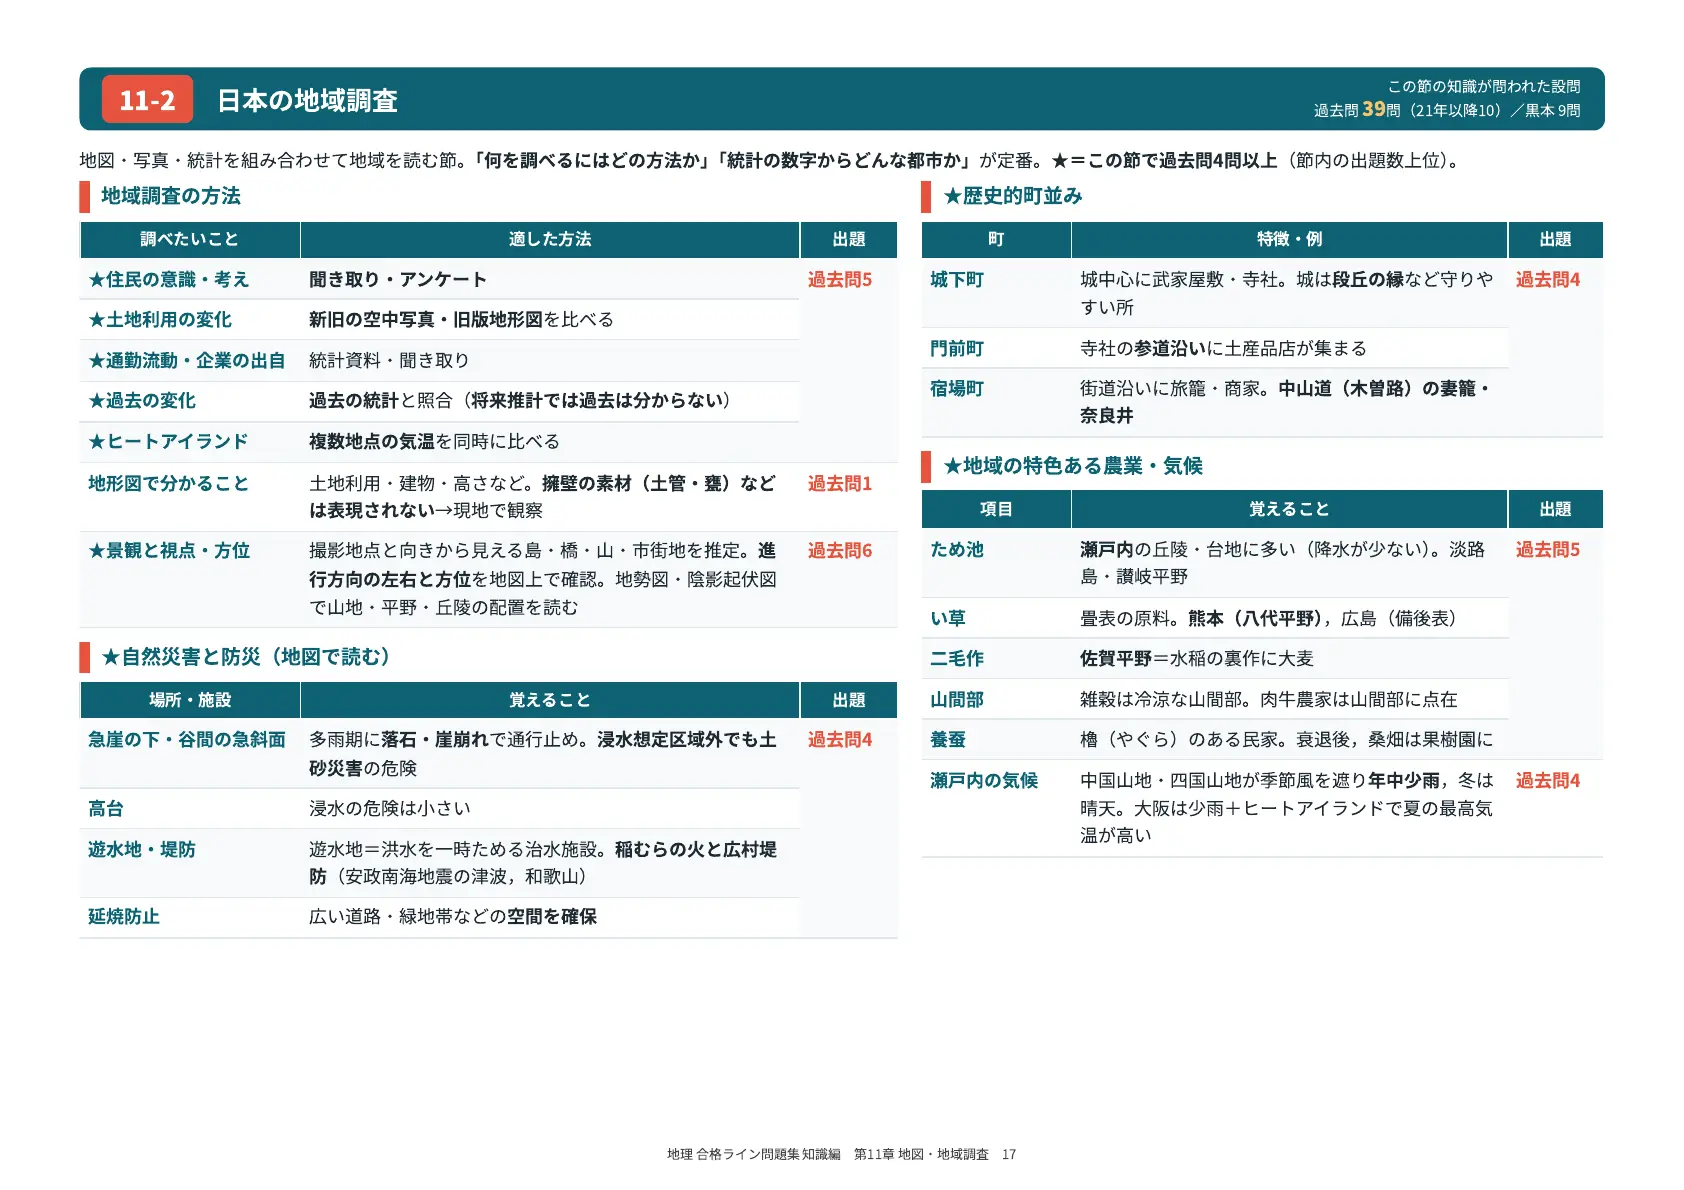 11-2 日本の地域調査
この節の知識が問われた設問
過去問 39問（21年以降10）／黒本 9問
地図・写真・統計を組み合わせて地域を読む節。「何を調べるにはどの方法か」「統計の数字からどんな都市か」が定番。★＝この節で過去問4問以上（節内の出題数上位）。
地域調査の方法
調べたいこと 適した方法 出題
★住民の意識・考え 聞き取り・アンケート 過去問5
★土地利用の変化 新旧の空中写真・旧版地形図を比べる
★通勤流動・企業の出自 統計資料・聞き取り
★過去の変化 過去の統計と照合（将来推計では過去は分からない）
★ヒートアイランド 複数地点の気温を同時に比べる
地形図で分かること 土地利用・建物・高さなど。擁壁の素材（土管・甕）など 過去問1
は表現されない→現地で観察
★景観と視点・方位 撮影地点と向きから見える島・橋・山・市街地を推定。進 過去問6
行方向の左右と方位を地図上で確認。地勢図・陰影起伏図
で山地・平野・丘陵の配置を読む
★自然災害と防災（地図で読む）
場所・施設 覚えること 出題
急崖の下・谷間の急斜面 多雨期に落石・崖崩れで通行止め。浸水想定区域外でも土 過去問4
砂災害の危険
高台 浸水の危険は小さい
遊水地・堤防 遊水地＝洪水を一時ためる治水施設。稲むらの火と広村堤
防（安政南海地震の津波，和歌山）
延焼防止 広い道路・緑地帯などの空間を確保
★歴史的町並み
町 特徴・例 出題
城下町 城中心に武家屋敷・寺社。城は段丘の縁など守りや 過去問4
すい所
門前町 寺社の参道沿いに土産品店が集まる
宿場町 街道沿いに旅籠・商家。中山道（木曽路）の妻籠・
奈良井
★地域の特色ある農業・気候
項目 覚えること 出題
ため池 瀬戸内の丘陵・台地に多い（降水が少ない）。淡路 過去問5
島・讃岐平野
い草 畳表の原料。熊本（八代平野），広島（備後表）
二毛作 佐賀平野＝水稲の裏作に大麦
山間部 雑穀は冷涼な山間部。肉牛農家は山間部に点在
養蚕 櫓（やぐら）のある民家。衰退後，桑畑は果樹園に
瀬戸内の気候 中国山地・四国山地が季節風を遮り年中少雨，冬は 過去問4
晴天。大阪は少雨＋ヒートアイランドで夏の最高気
温が高い
地理 合格ライン問題集 知識編 第11章 地図・地域調査 17